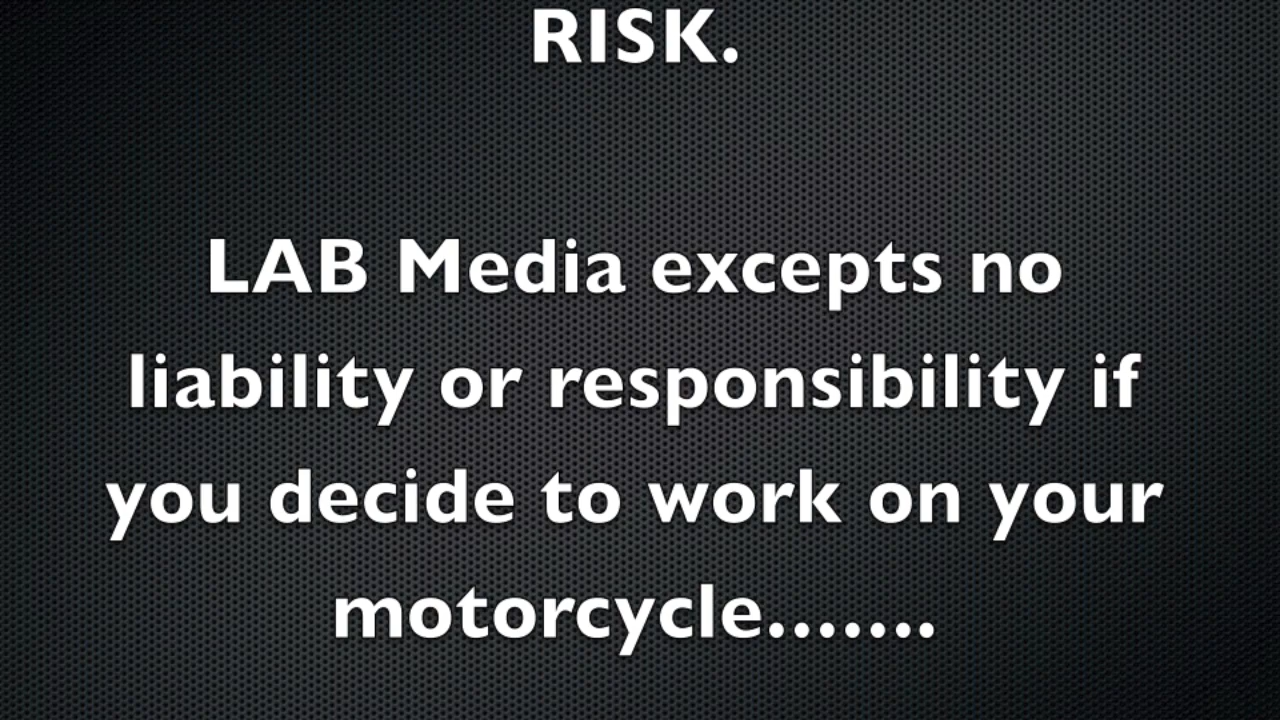 RISK.
LAB Media excepts no
liability or responsibility if
you decide to work on your
motorcycle.......